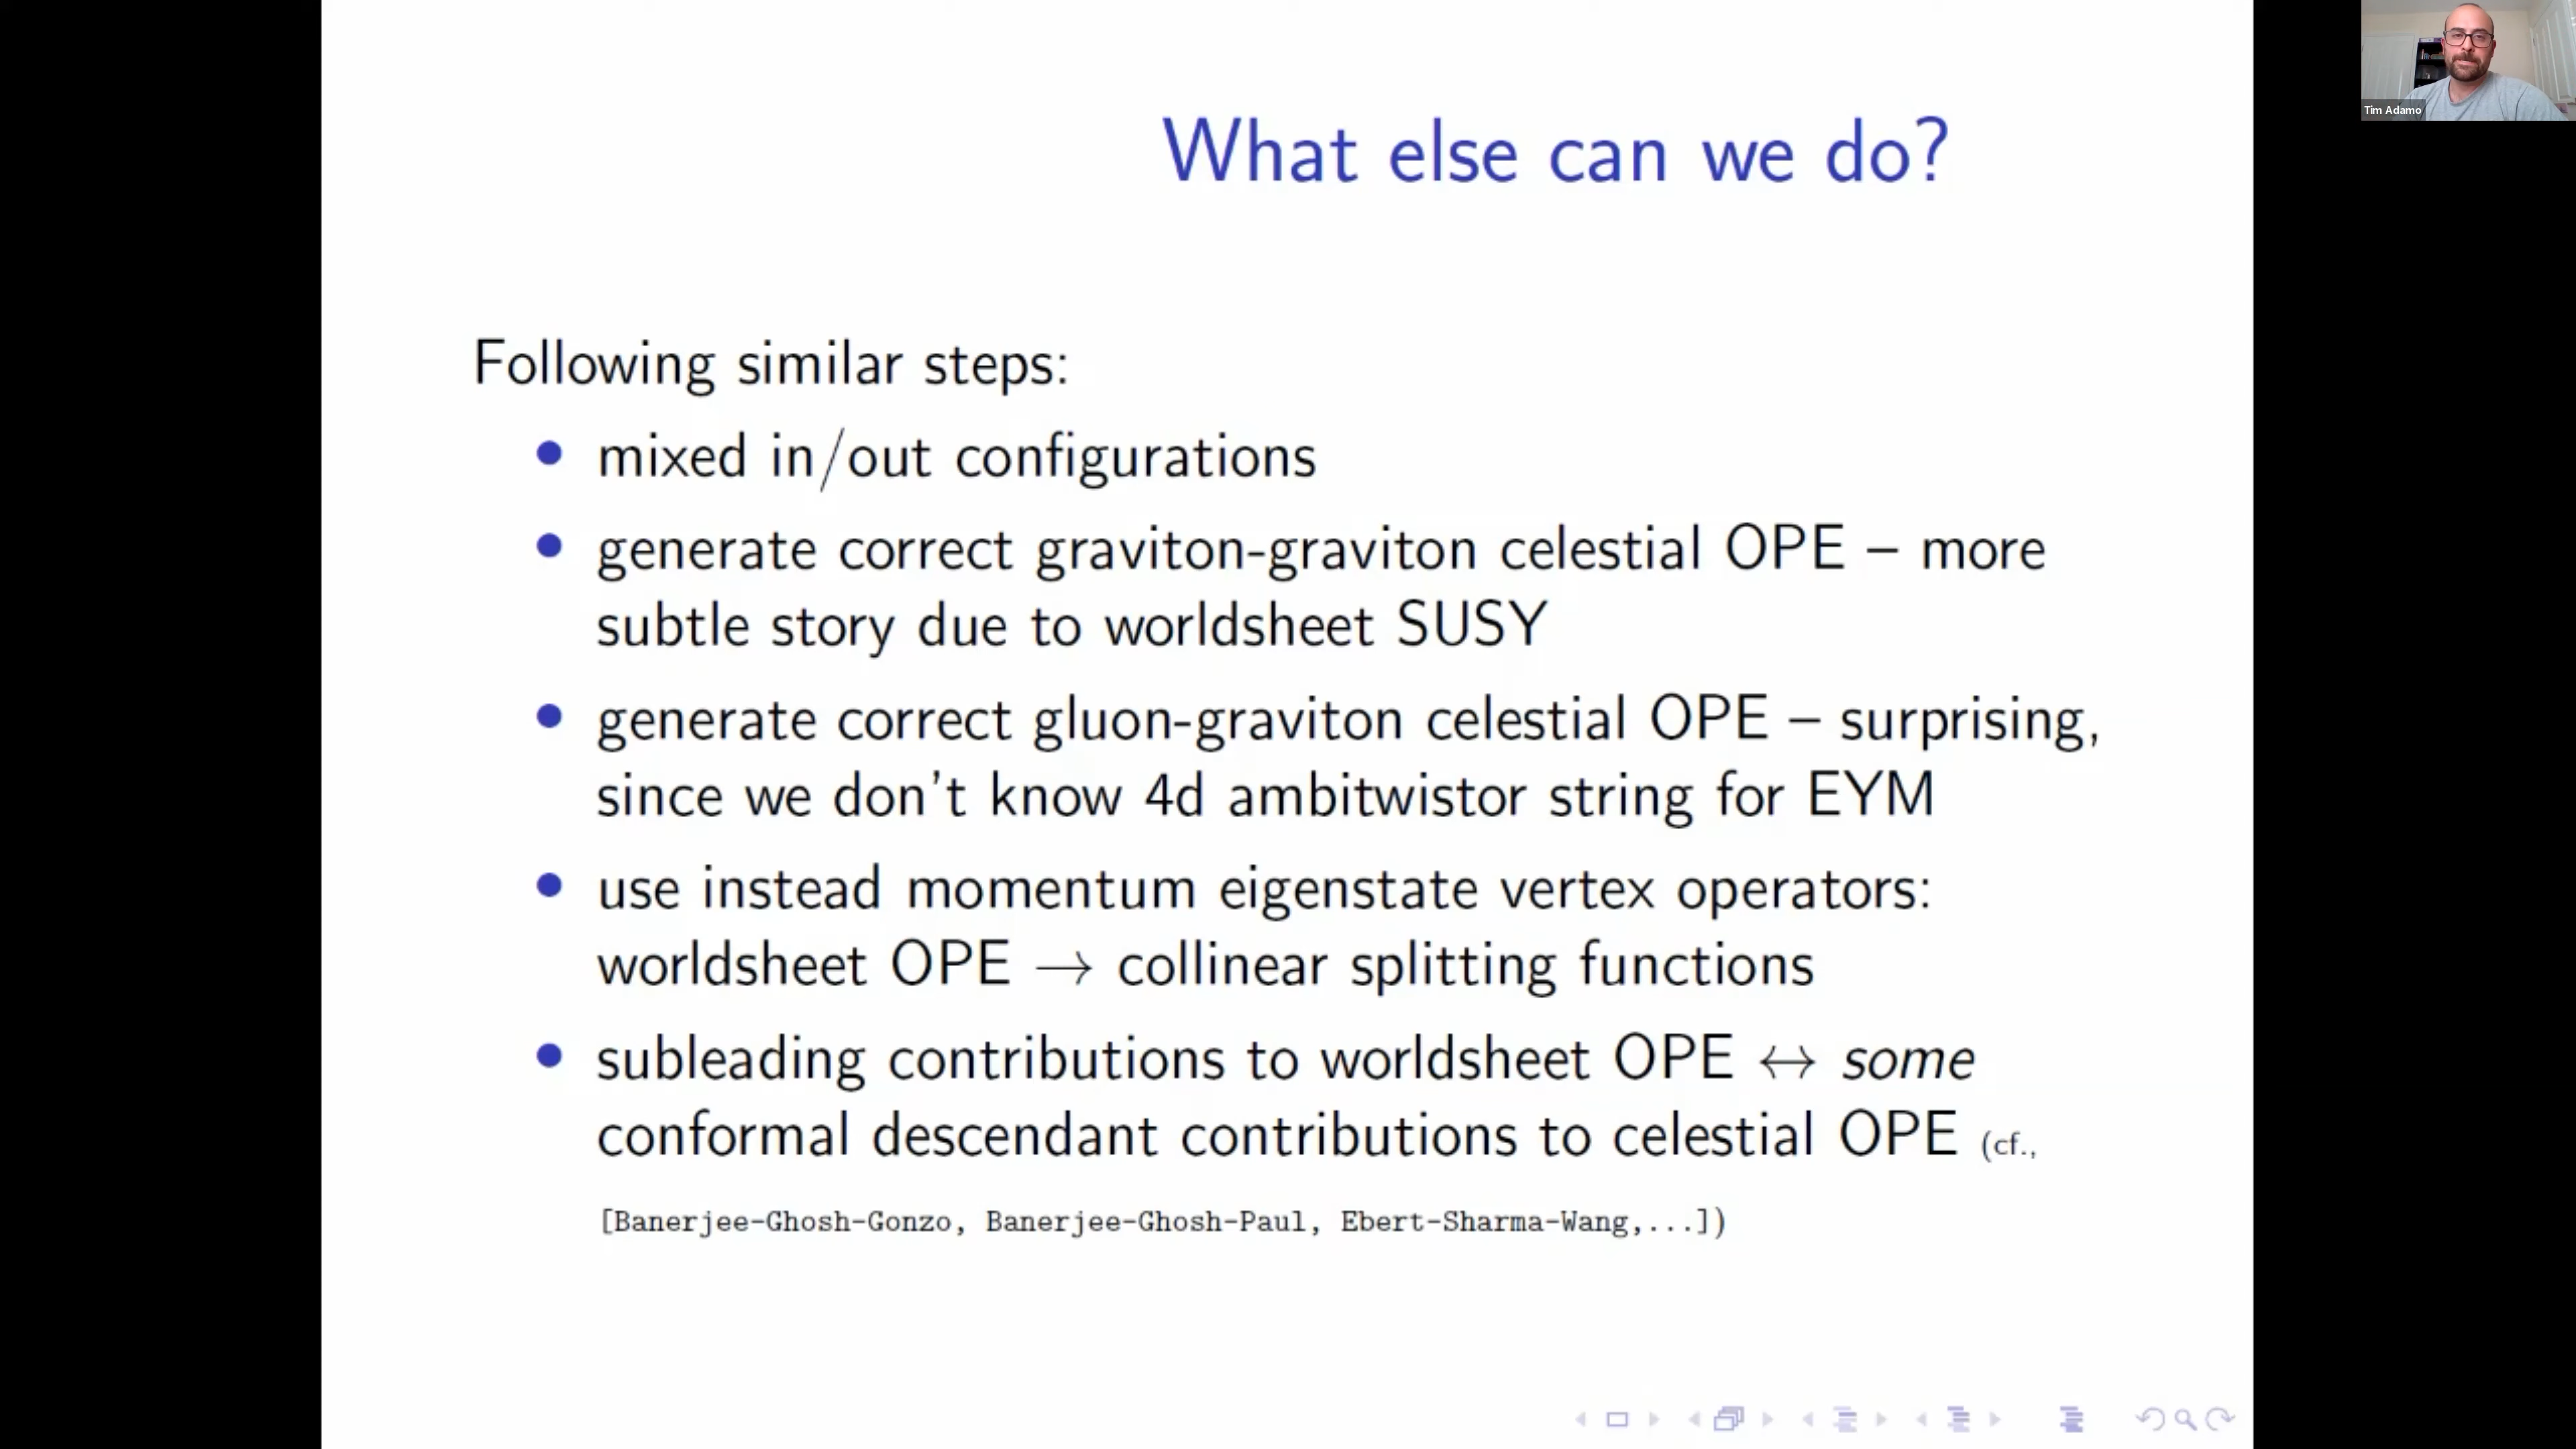 What else can we do?
Tim Adamo
Following similar steps:
• mixed in/out configurations
• generate correct graviton-graviton celestial OPE – more
subtle story due to worldsheet SUSY
• generate correct gluon-graviton celestial OPE – surprising,
since we don't know 4d ambitwistor string for EYM
• use instead momentum eigenstate vertex operators:
worldsheet OPE → collinear splitting functions
• subleading contributions to worldsheet OPE ↔ some
conformal descendant contributions to celestial OPE (cf.,
[Banerjee-Ghosh-Gonzo, Banerjee-Ghosh-Paul, Ebert-Sharma-Wang,...])